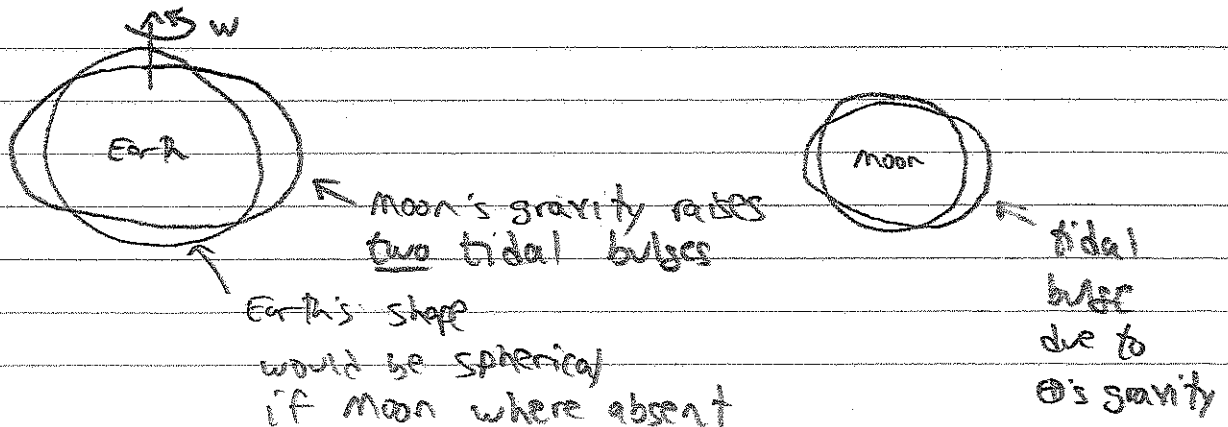 w
Earth
moon
moon's gravity raises
two tidal bulges
Earth's shape
would be spherical
if moon where absent
tidal
bulge
due to
⊕'s gravity